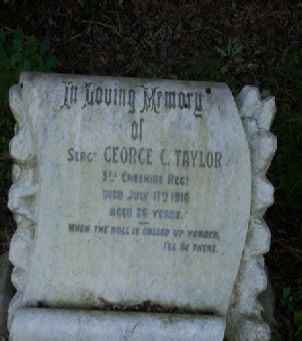 In Loving Memory
of
Sergt GEORGE C. TAYLOR
5th Cheshire Regt
Died July 17th 1916
Aged 26 years.
When the roll is called up yonder,
I'll be there.